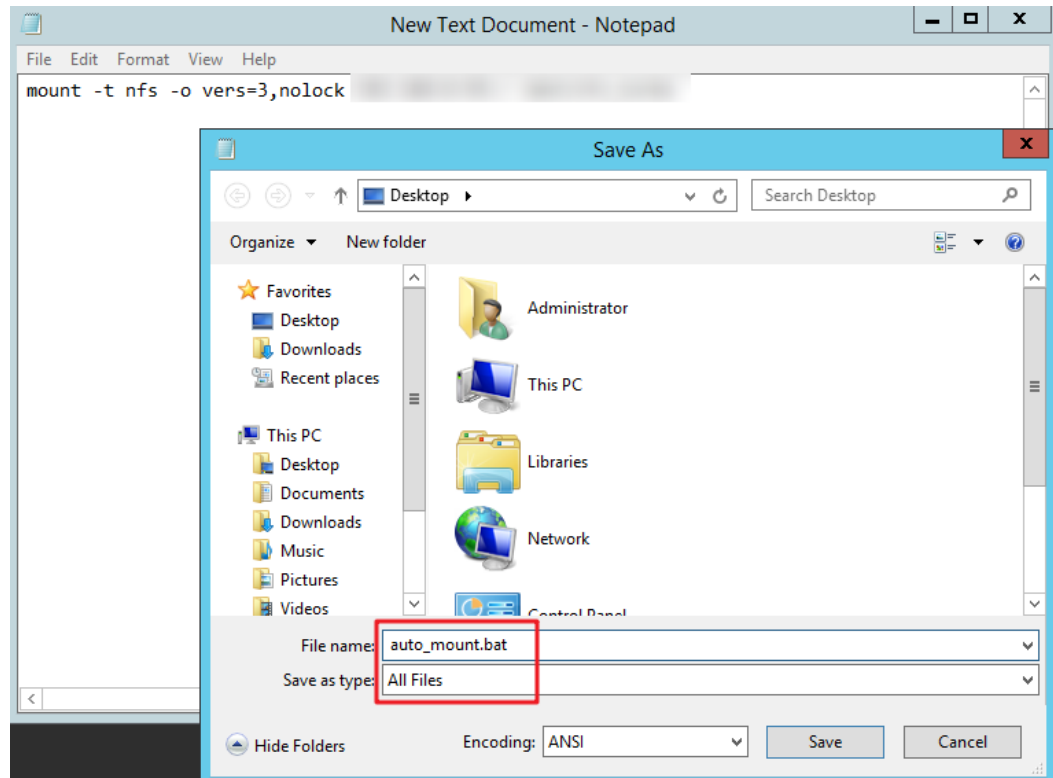 New Text Document - Notepad
File Edit Format View Help
mount -t nfs -o vers=3,nolock
Save As
Desktop
Search Desktop
Organize New folder
Favorites
Desktop
Downloads
Recent places
This PC
Desktop
Documents
Downloads
Music
Pictures
Videos
Administrator
This PC
Libraries
Network
Control Panel
File name: auto_mount.bat
Save as type: All Files
Hide Folders
Encoding: ANSI
Save
Cancel